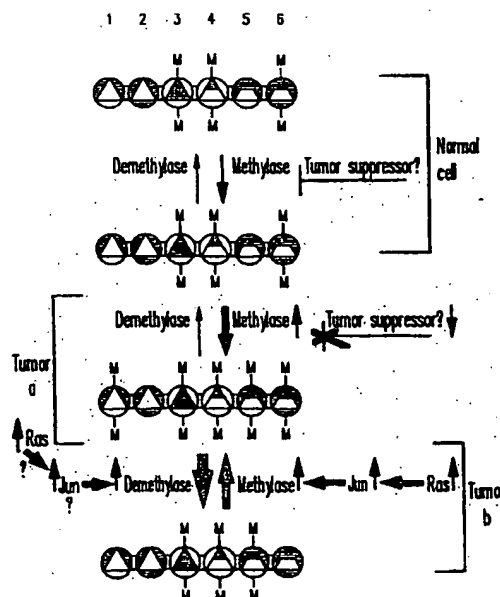 1 2 3 4 5 6
M M M
M M M
Normal
cell
Demethylase Methylase Tumor suppressor?
M M M
M M M
Demethylase Methylase Tumor suppressor?
Tumor
a
M M M M M
M M M M M
Ras
?
Jun Demethylase Methylase Jun Ras
?
Tumo
b
M M M
M M M